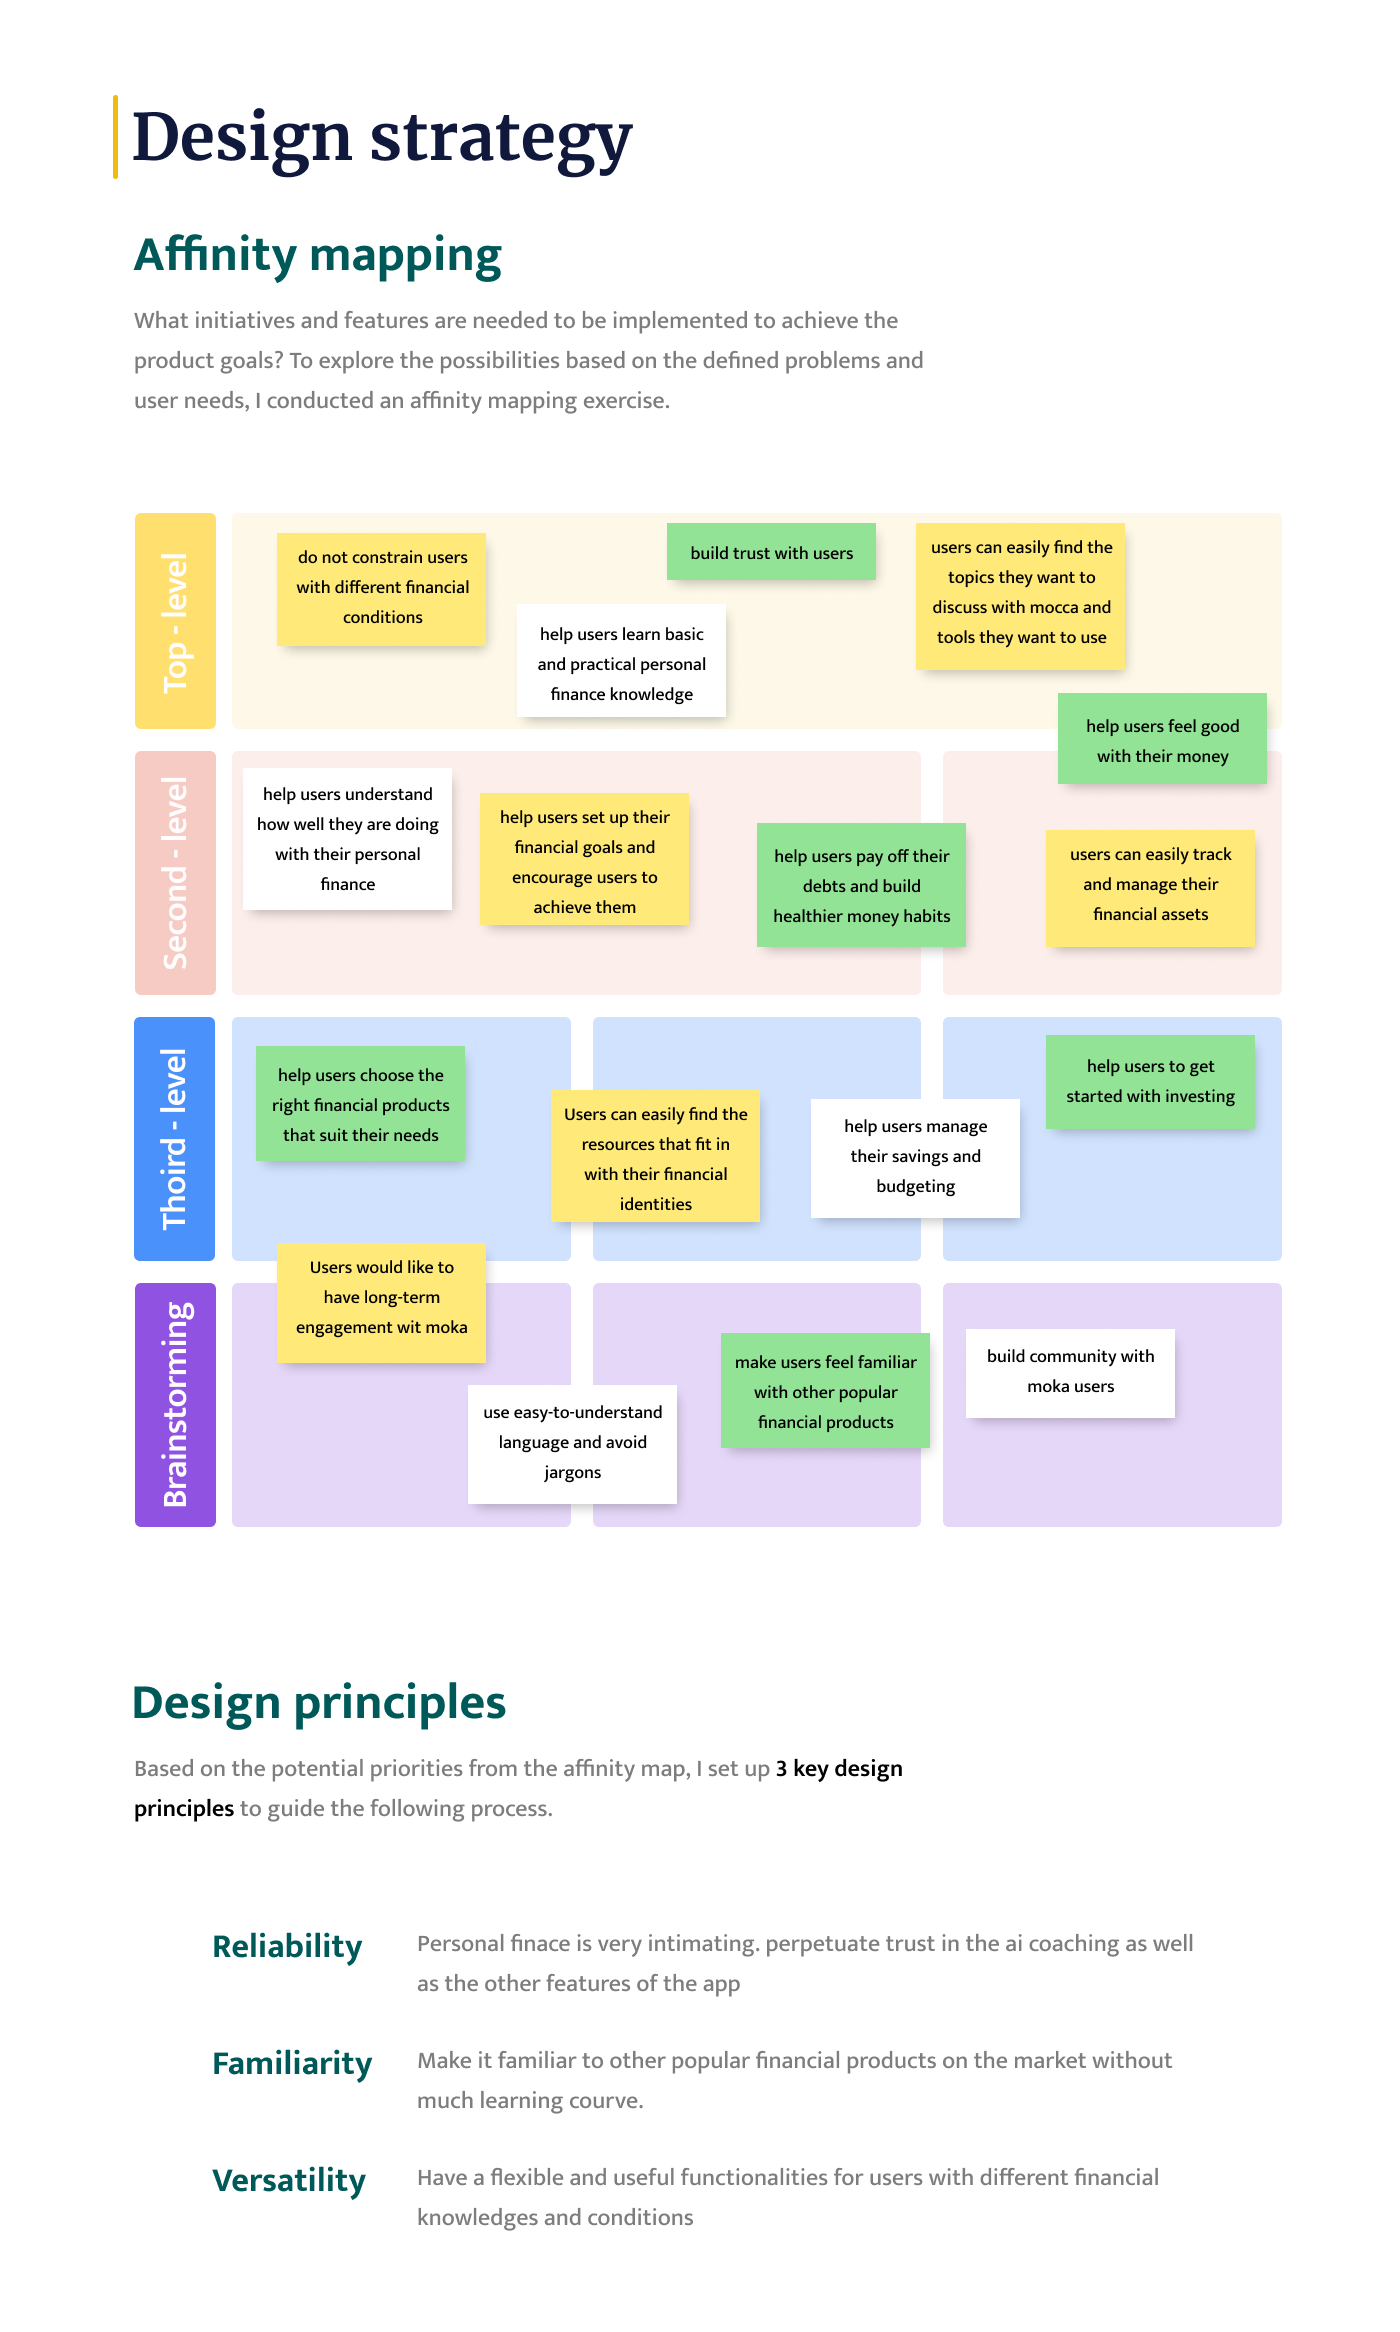 Design strategy
Affinity mapping
What initiatives and features are needed to be implemented to achieve the
product goals? To explore the possibilities based on the defined problems and
user needs, I conducted an affinity mapping exercise.
Top - level
do not constrain users
with different financial
conditions
help users learn basic
and practical personal
finance knowledge
build trust with users
users can easily find the
topics they want to
discuss with mocca and
tools they want to use
help users feel good
with their money
Second - level
help users understand
how well they are doing
with their personal
finance
help users set up their
financial goals and
encourage users to
achieve them
help users pay off their
debts and build
healthier money habits
users can easily track
and manage their
financial assets
Thoird - level
help users choose the
right financial products
that suit their needs
Users can easily find the
resources that fit in
with their financial
identities
help users manage
their savings and
budgeting
help users to get
started with investing
Brainstorming
Users would like to
have long-term
engagement wit moka
use easy-to-understand
language and avoid
jargons
make users feel familiar
with other popular
financial products
build community with
moka users
Design principles
Based on the potential priorities from the affinity map, I set up 3 key design
principles to guide the following process.
Reliability
Personal finace is very intimating. perpetuate trust in the ai coaching as well
as the other features of the app
Familiarity
Make it familiar to other popular financial products on the market without
much learning courve.
Versatility
Have a flexible and useful functionalities for users with different financial
knowledges and conditions